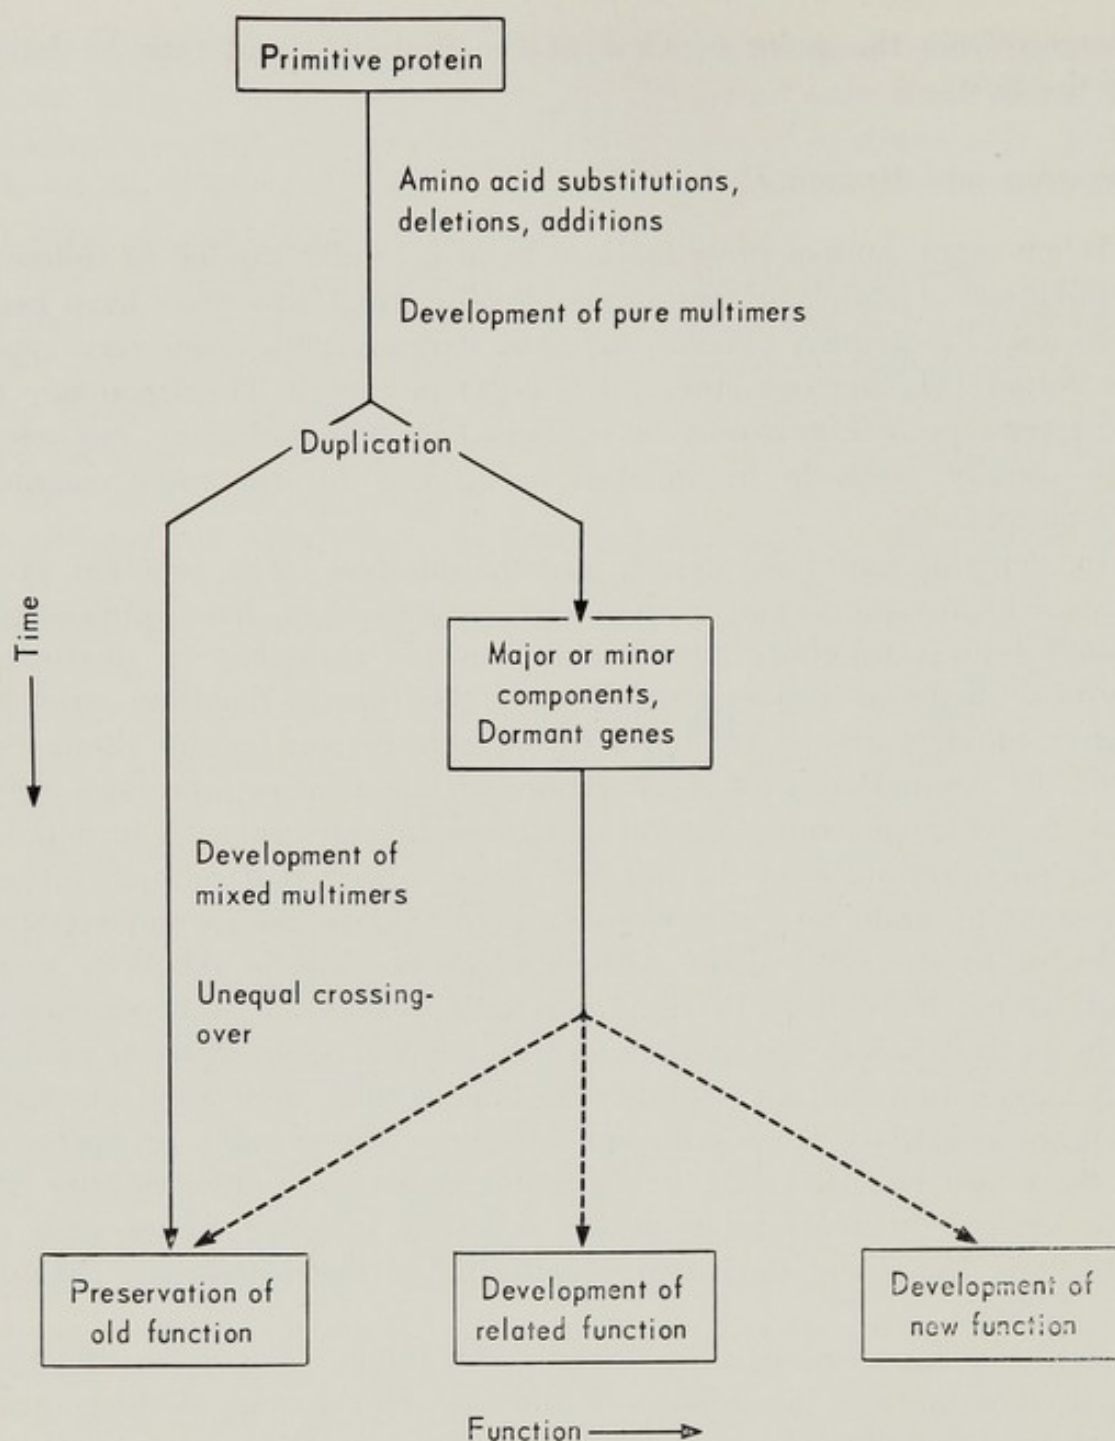 Primitive protein
Amino acid substitutions,
deletions, additions
Development of pure multimers
Duplication
Time
Major or minor
components,
Dormant genes
Development of
mixed multimers
Unequal crossing-
over
Preservation of
old function
Development of
related function
Development of
new function
Function